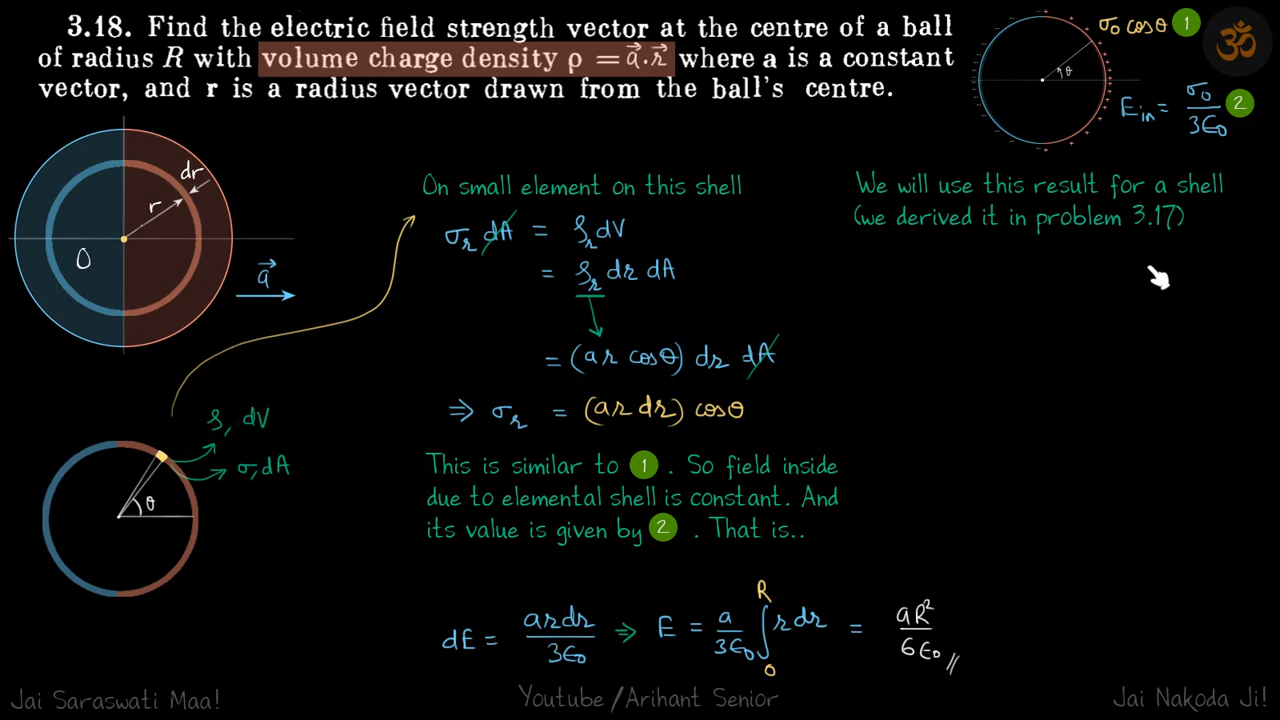 3.18. Find the electric field strength vector at the centre of a ball
of radius R with volume charge density ρ = a⃗·r⃗ where a is a constant
vector, and r is a radius vector drawn from the ball's centre.
σ₀ cosθ 1
θ
E_in = σ₀/3ε₀ 2
ॐ
We will use this result for a shell
(we derived it in problem 3.17)
dr
r
O
a⃗
ρ, dV
σ, dA
θ
On small element on this shell
σ_r dA = ρ_r dV
= ρ_r dr dA
= (ar cosθ) dr dA
⇒ σ_r = (ar dr) cosθ
This is similar to 1 . So field inside
due to elemental shell is constant. And
its value is given by 2 . That is..
dE = ardr/3ε₀ ⇒ E = a/3ε₀ ∫₀ᴿ r dr = aR²/6ε₀ //
Jai Saraswati Maa! Youtube/Arihant Senior Jai Nakoda Ji!